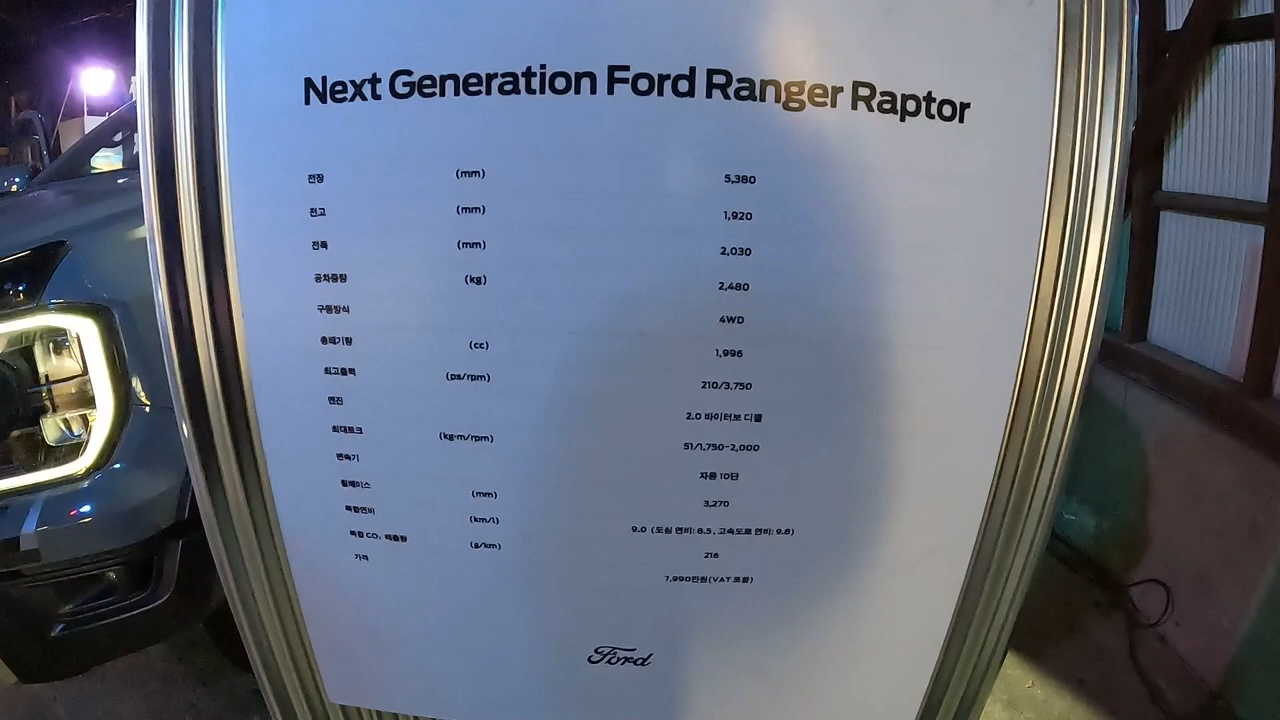 Next Generation Ford Ranger Raptor
전장 (mm) 5,380
전고 (mm) 1,920
전폭 (mm) 2,030
공차중량 (kg) 2,480
구동방식 4WD
총배기량 (cc) 1,996
최고출력 (ps/rpm) 210/3,750
엔진 2.0 바이터보 디젤
최대토크 (kg·m/rpm) 51/1,750-2,000
변속기 자동 10단
휠베이스 (mm) 3,270
복합연비 (km/l) 9.0 (도심 연비: 8.5, 고속도로 연비: 9.8)
복합 CO₂ 배출량 (g/km) 216
가격 7,990만원(VAT 포함)
Ford